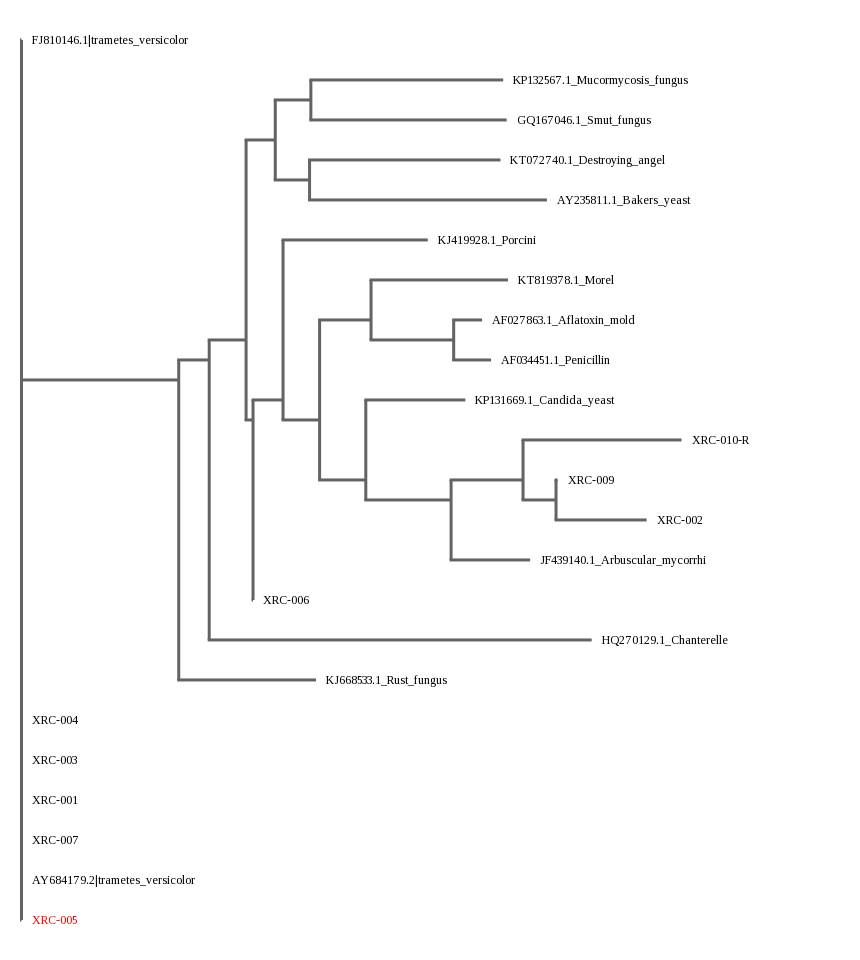 FJ810146.1|trametes_versicolor
KP132567.1_Mucormycosis_fungus
GQ167046.1_Smut_fungus
KT072740.1_Destroying_angel
AY235811.1_Bakers_yeast
KJ419928.1_Porcini
KT819378.1_Morel
AF027863.1_Aflatoxin_mold
AF034451.1_Penicillin
KP131669.1_Candida_yeast
XRC-010-R
XRC-009
XRC-002
JF439140.1_Arbuscular_mycorrhi
XRC-006
HQ270129.1_Chanterelle
KJ668533.1_Rust_fungus
XRC-004
XRC-003
XRC-001
XRC-007
AY684179.2|trametes_versicolor
XRC-005